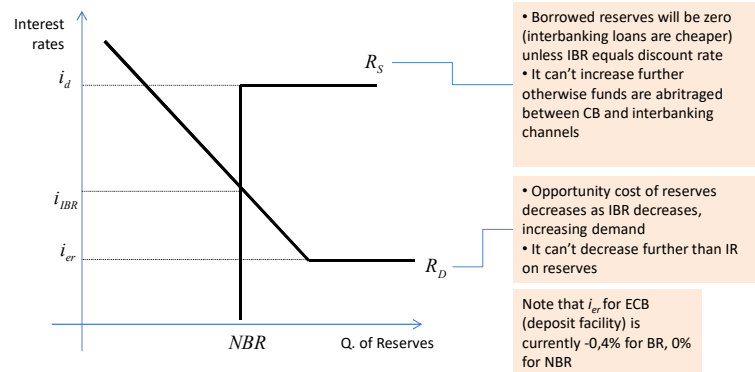 Interest
rates
i_d
i_IBR
i_er
R_S
R_D
NBR
Q. of Reserves
• Borrowed reserves will be zero
(interbanking loans are cheaper)
unless IBR equals discount rate
• It can't increase further
otherwise funds are abritraged
between CB and interbanking
channels
• Opportunity cost of reserves
decreases as IBR decreases,
increasing demand
• It can't decrease further than IR
on reserves
Note that i_er for ECB
(deposit facility) is
currently -0,4% for BR, 0%
for NBR